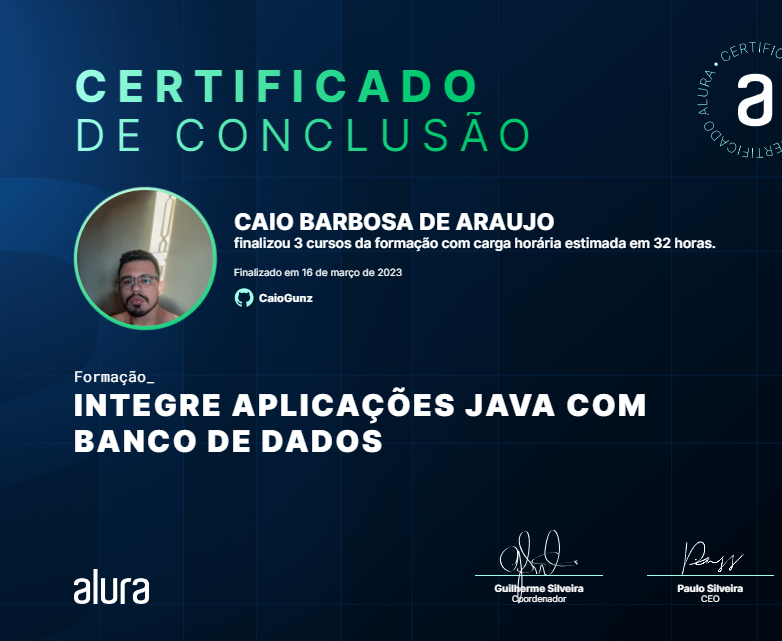 CERTIFICADO
DE CONCLUSÃO
CERTIFICADO ALURA • CERTIFIC
a
CAIO BARBOSA DE ARAUJO
finalizou 3 cursos da formação com carga horária estimada em 32 horas.
Finalizado em 16 de março de 2023
CaioGunz
Formação_
INTEGRE APLICAÇÕES JAVA COM
BANCO DE DADOS
alura
Guilherme Silveira
Coordenador
Paulo Silveira
CEO